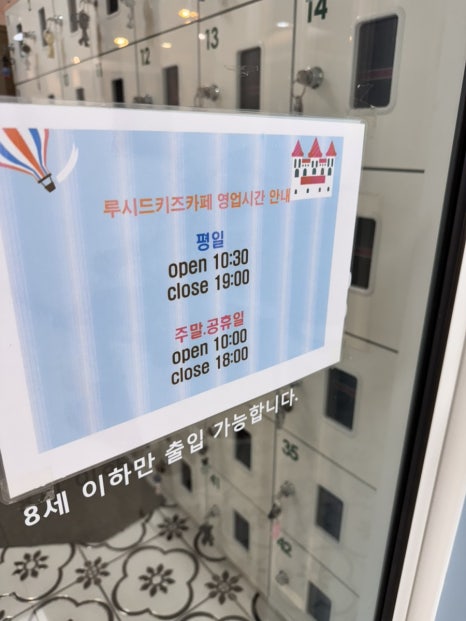 12
13
14
루시드키즈카페 영업시간 안내
평일
open 10:30
close 19:00
주말.공휴일
open 10:00
close 18:00
8세 이하만 출입 가능합니다.
35
41
42